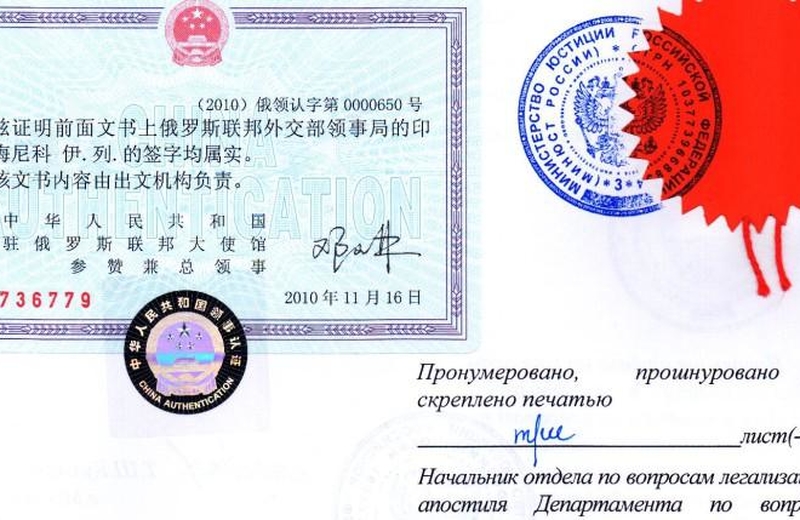 （2010）俄领认字第 0000650 号
兹证明前面文书上俄罗斯联邦外交部领事局的印
海尼科 伊.列.的签字均属实。
该文书内容由出文机构负责。
中华人民共和国
驻俄罗斯联邦大使馆
参赞兼总领事
736779
2010 年 11 月 16 日
CHINA
AUTHENTICATION
中华人民共和国领事认证
CHINA AUTHENTICATION
МИНИСТЕРСТВО ЮСТИЦИИ РОССИЙСКОЙ ФЕДЕРАЦИИ
(МИНЮСТ РОССИИ)
*3*
Пронумеровано, прошнуровано
скреплено печатью
три
лист(-
Начальник отдела по вопросам легализа
апостиля Департамента по вопр